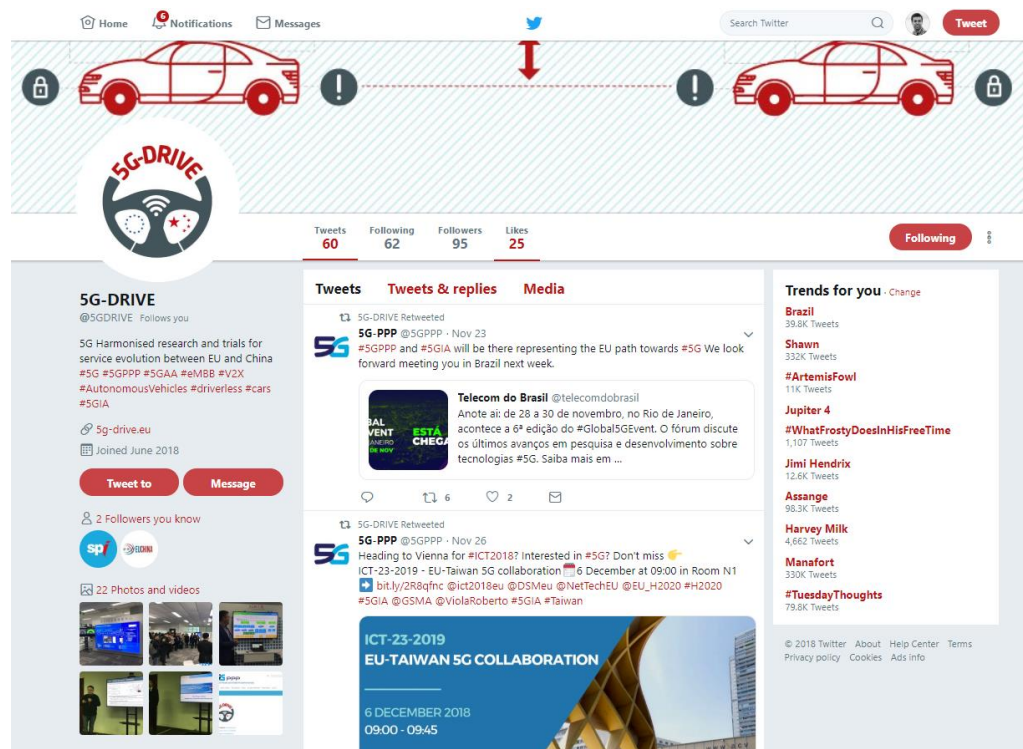 Home
6
Notifications
Messages
Search Twitter
Tweet
5G-DRIVE
Tweets
60
Following
62
Followers
95
Likes
25
Following
5G-DRIVE
@5GDRIVE Follows you
5G Harmonised research and trials for
service evolution between EU and China
#5G #5GPPP #5GAA #eMBB #V2X
#AutonomousVehicles #driverless #cars
#5GIA
5g-drive.eu
Joined June 2018
Tweet to
Message
2 Followers you know
spi
22 Photos and videos
Tweets
Tweets & replies
Media
5G-DRIVE Retweeted
5G
5G-PPP @5GPPP · Nov 23
#5GPPP and #5GIA will be there representing the EU path towards #5G We look
forward meeting you in Brazil next week.
Telecom do Brasil @telecomdobrasil
Anote ai: de 28 a 30 de novembro, no Rio de Janeiro,
acontece a 6ª edição do #Global5GEvent. O fórum discute
os últimos avanços em pesquisa e desenvolvimento sobre
tecnologias #5G. Saiba mais em ...
BAL
VENT
ANEIRO
DE NOV
ESTÁ
CHEGA
6
2
5G-DRIVE Retweeted
5G
5G-PPP @5GPPP · Nov 26
Heading to Vienna for #ICT2018? Interested in #5G? Don't miss 👉
ICT-23-2019 - EU-Taiwan 5G collaboration 🗓 6 December at 09:00 in Room N1
➡ bit.ly/2R8qfnc @ict2018eu @DSMeu @NetTechEU @EU_H2020 #H2020
#5GIA @GSMA @ViolaRoberto #5GIA #Taiwan
ICT-23-2019
EU-TAIWAN 5G COLLABORATION
6 DECEMBER 2018
09:00 - 09:45
Trends for you · Change
Brazil
39.8K Tweets
Shawn
332K Tweets
#ArtemisFowl
11K Tweets
Jupiter 4
#WhatFrostyDoesInHisFreeTime
1,107 Tweets
Jimi Hendrix
12.6K Tweets
Assange
98.3K Tweets
Harvey Milk
4,662 Tweets
Manafort
330K Tweets
#TuesdayThoughts
79.8K Tweets
© 2018 Twitter About Help Center Terms
Privacy policy Cookies Ads info